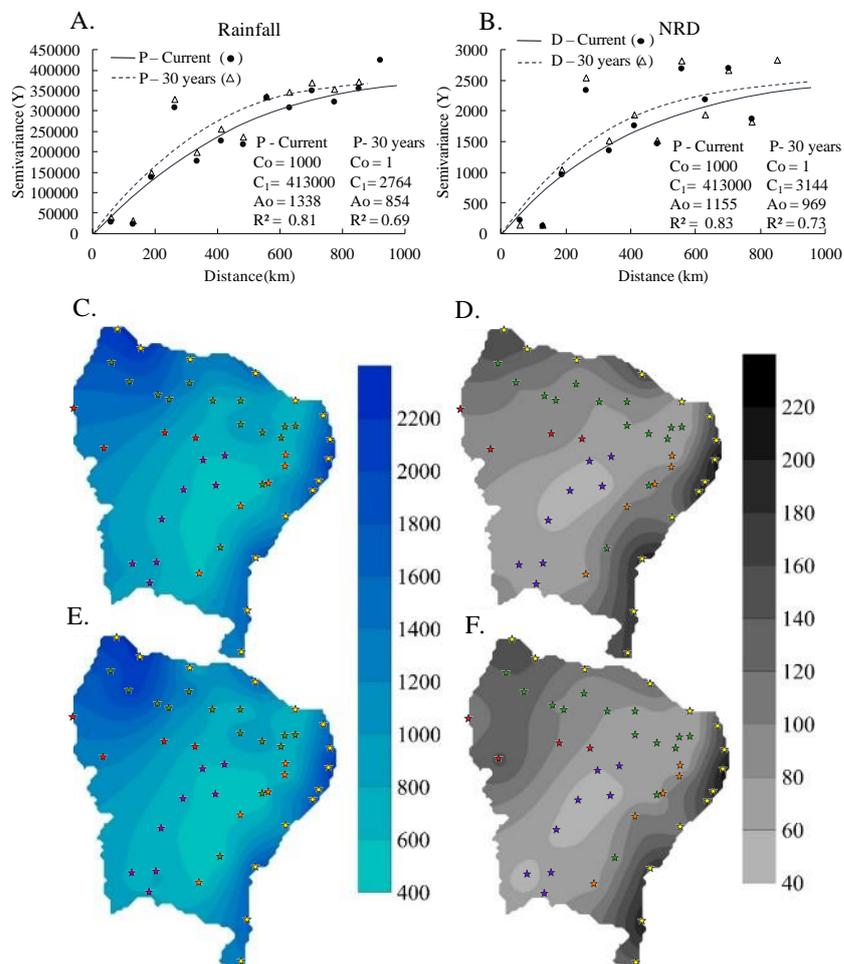 A.
Rainfall
Semivariance (Y)
450000
400000
350000
300000
250000
200000
150000
100000
50000
0
P – Current (●)
P – 30 years (△)
P - Current P- 30 years
Co = 1000 Co = 1
C1= 413000 C1= 2764
Ao = 1338 Ao = 854
R² = 0.81 R² = 0.69
0 200 400 600 800 1000
Distance(km)
B.
NRD
Semivariance (Y)
3000
2500
2000
1500
1000
500
0
D – Current (●)
D – 30 years (△)
P - Current P- 30 years
Co = 1000 Co = 1
C1= 413000 C1= 3144
Ao = 1155 Ao = 969
R² = 0.83 R² = 0.73
0 200 400 600 800 1000
Distance (km)
C.
D.
E.
F.
2200
2000
1800
1600
1400
1200
1000
800
600
400
220
200
180
160
140
120
100
80
60
40